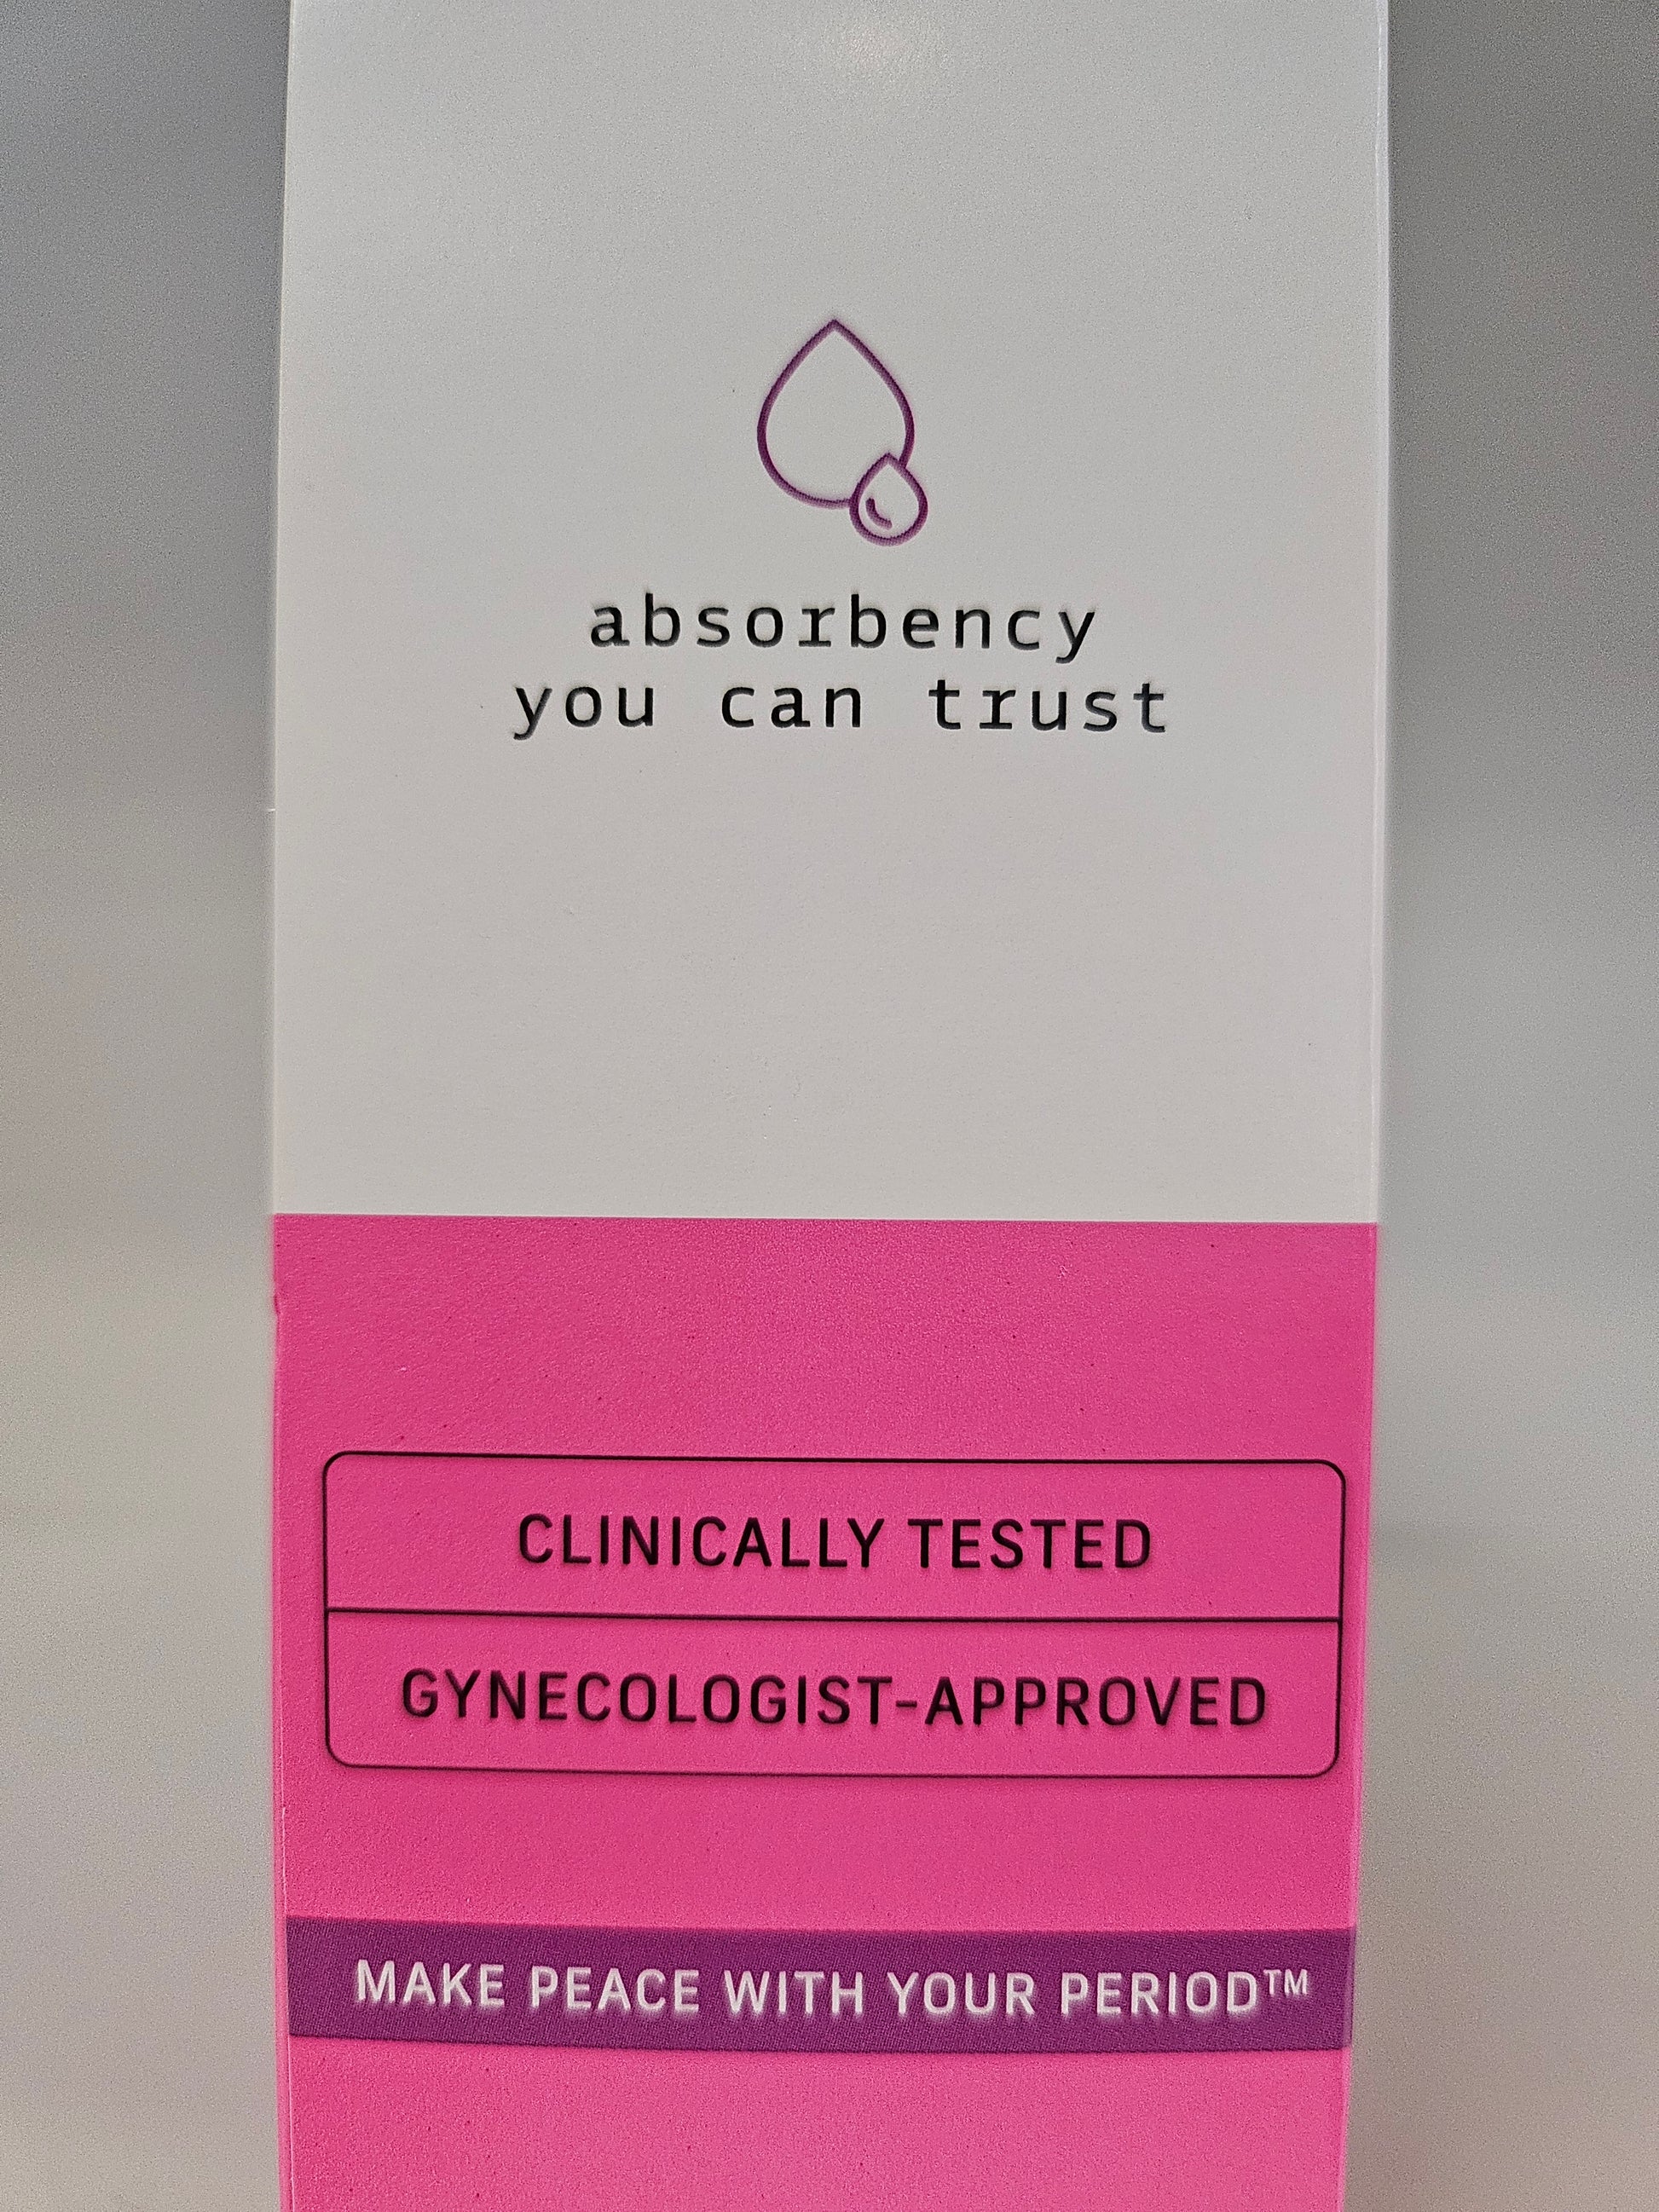 absorbency
you can trust
CLINICALLY TESTED
GYNECOLOGIST-APPROVED
MAKE PEACE WITH YOUR PERIOD™